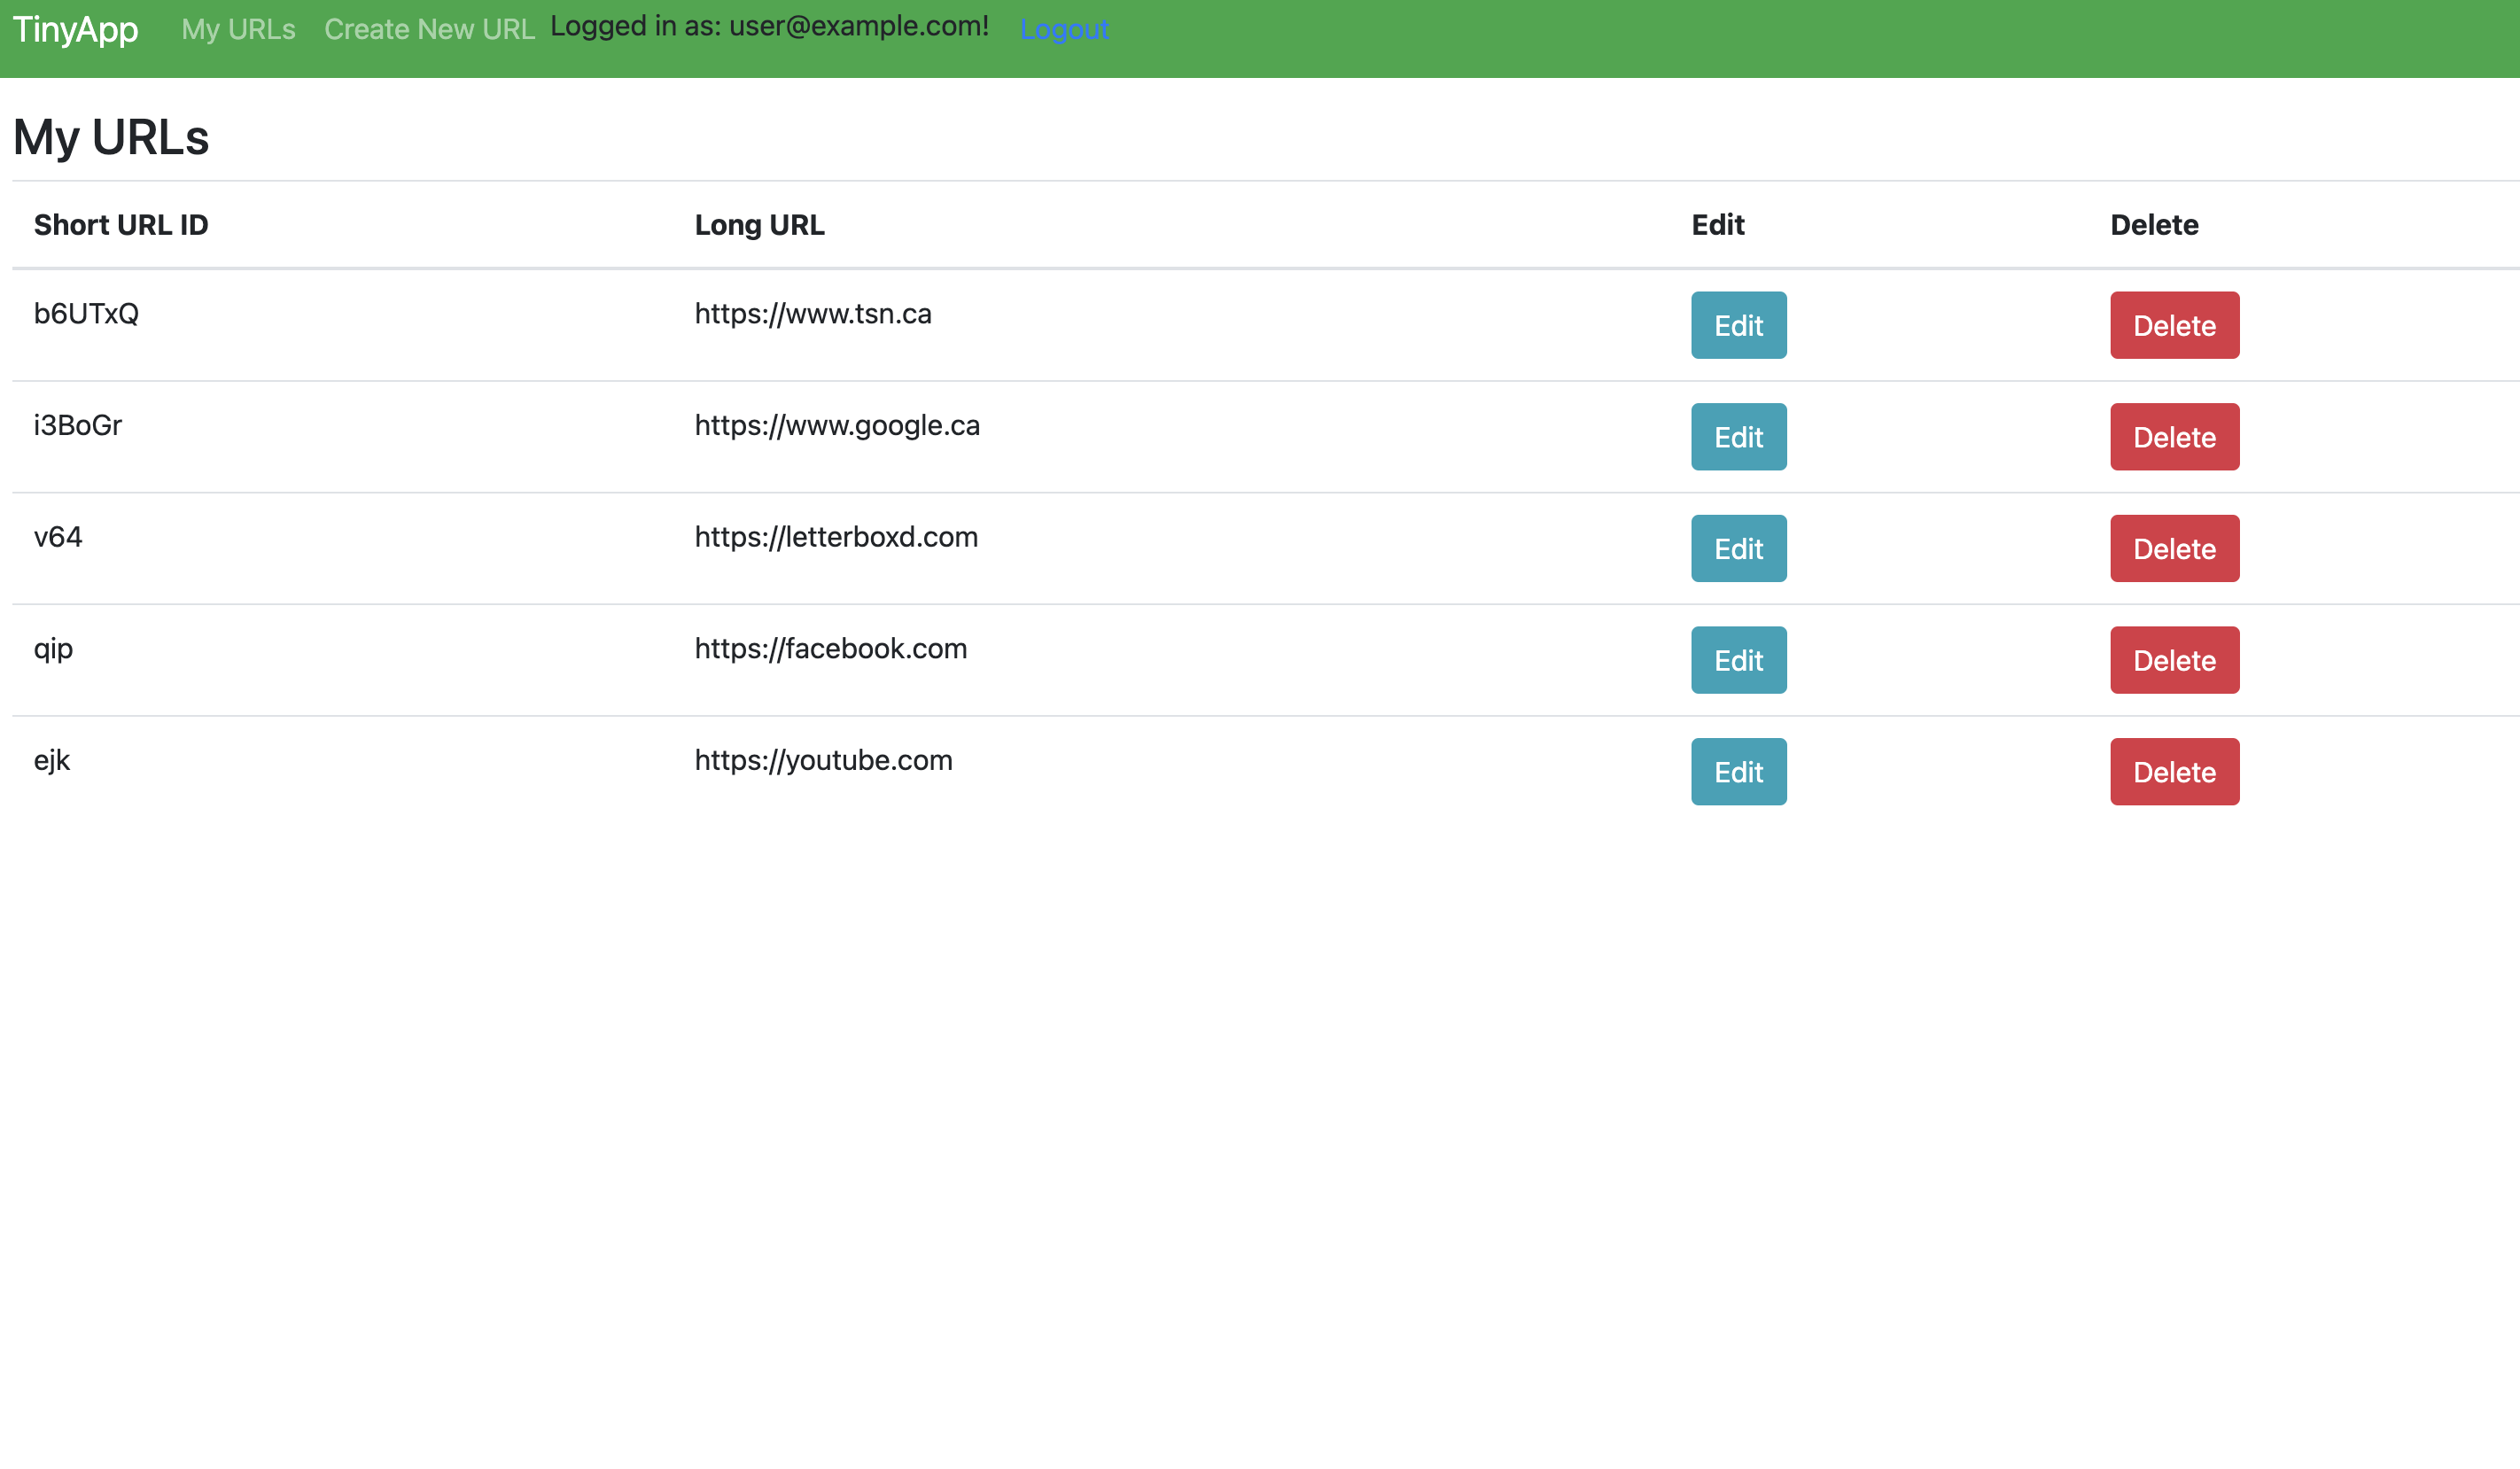 TinyApp My URLs Create New URL Logged in as: user@example.com! Logout
My URLs
Short URL ID Long URL Edit Delete
b6UTxQ https://www.tsn.ca Edit Delete
i3BoGr https://www.google.ca Edit Delete
v64 https://letterboxd.com Edit Delete
qip https://facebook.com Edit Delete
ejk https://youtube.com Edit Delete